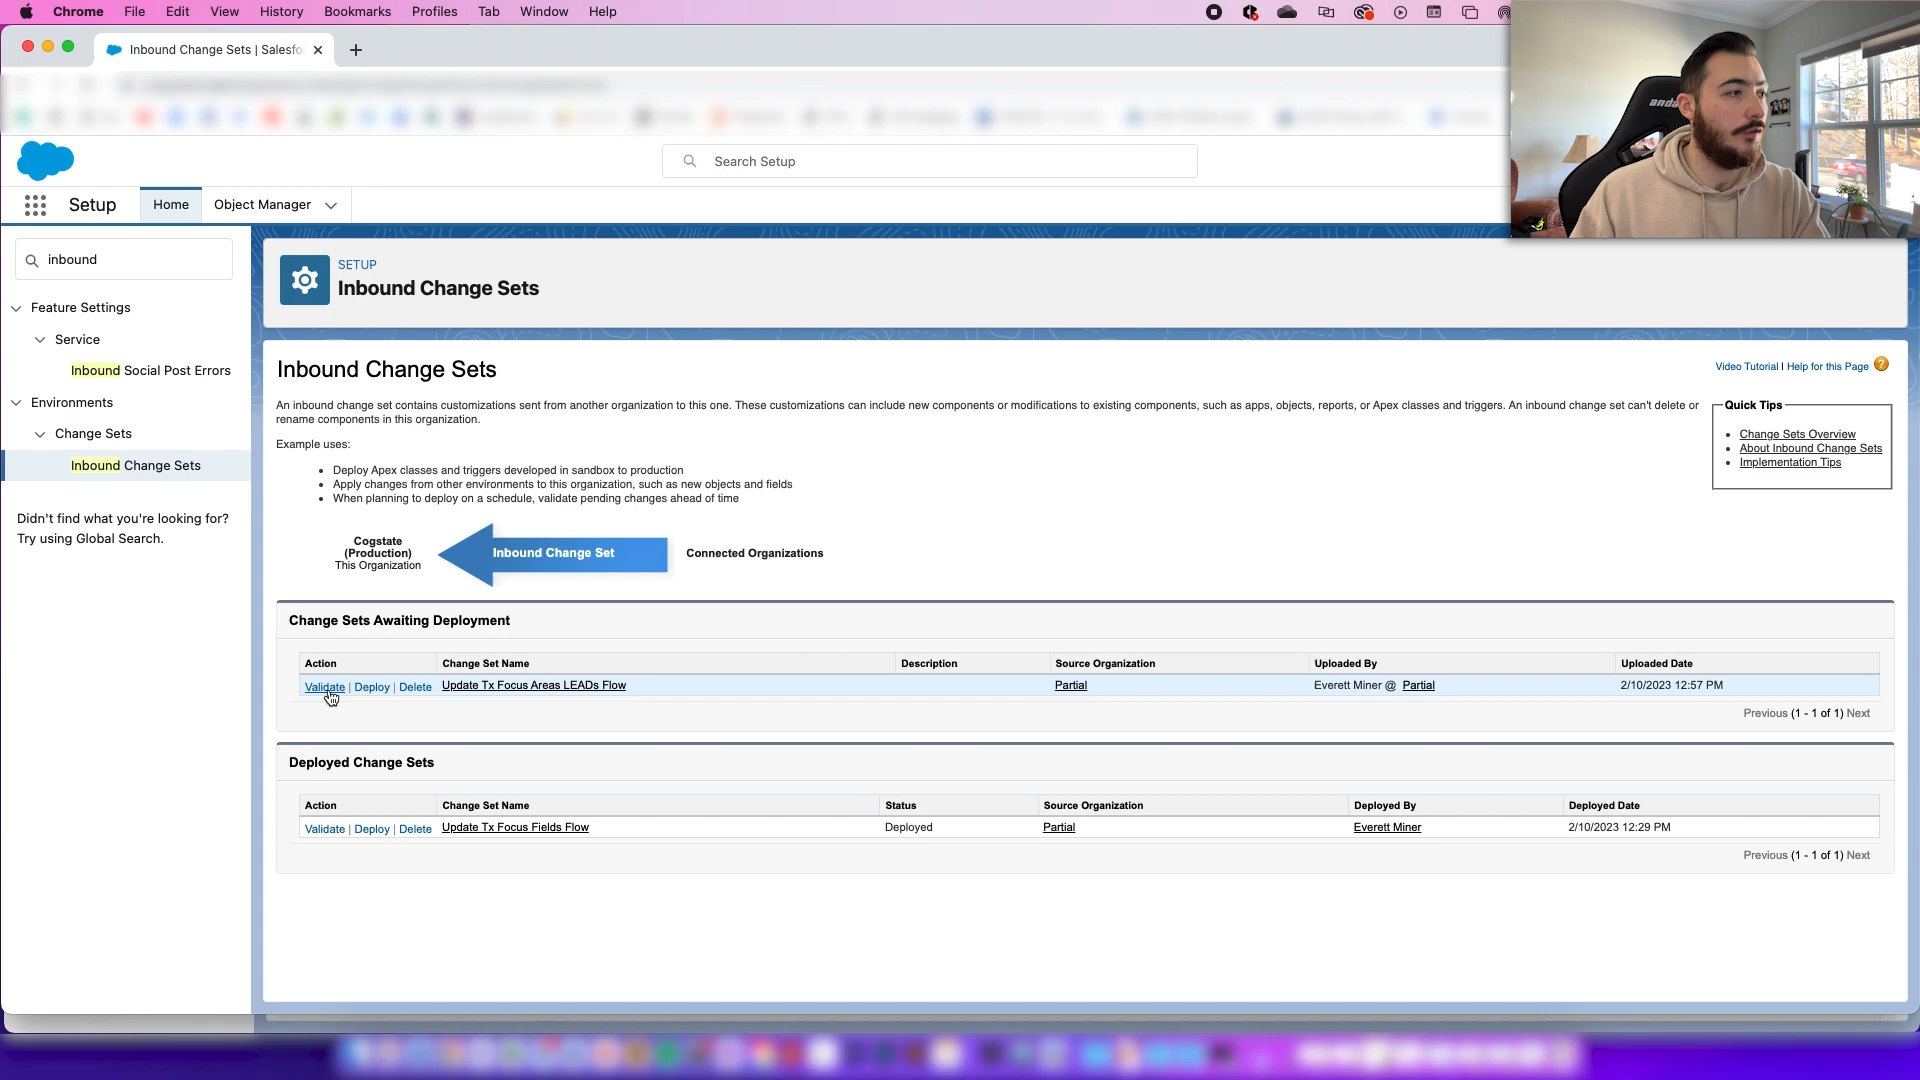 Chrome File Edit View History Bookmarks Profiles Tab Window Help
Inbound Change Sets | Salesfo
Search Setup
Setup Home Object Manager
inbound
Feature Settings
Service
Inbound Social Post Errors
Environments
Change Sets
Inbound Change Sets
Didn't find what you're looking for?
Try using Global Search.
SETUP
Inbound Change Sets
Inbound Change Sets
Video Tutorial | Help for this Page ?
An inbound change set contains customizations sent from another organization to this one. These customizations can include new components or modifications to existing components, such as apps, objects, reports, or Apex classes and triggers. An inbound change set can't delete or
rename components in this organization.
Example uses:
• Deploy Apex classes and triggers developed in sandbox to production
• Apply changes from other environments to this organization, such as new objects and fields
• When planning to deploy on a schedule, validate pending changes ahead of time
Quick Tips
• Change Sets Overview
• About Inbound Change Sets
• Implementation Tips
Cogstate
(Production)
This Organization
Inbound Change Set
Connected Organizations
Change Sets Awaiting Deployment
Action Change Set Name Description Source Organization Uploaded By Uploaded Date
Validate | Deploy | Delete Update Tx Focus Areas LEADs Flow Partial Everett Miner @ Partial 2/10/2023 12:57 PM
Previous (1 - 1 of 1) Next
Deployed Change Sets
Action Change Set Name Status Source Organization Deployed By Deployed Date
Validate | Deploy | Delete Update Tx Focus Fields Flow Deployed Partial Everett Miner 2/10/2023 12:29 PM
Previous (1 - 1 of 1) Next